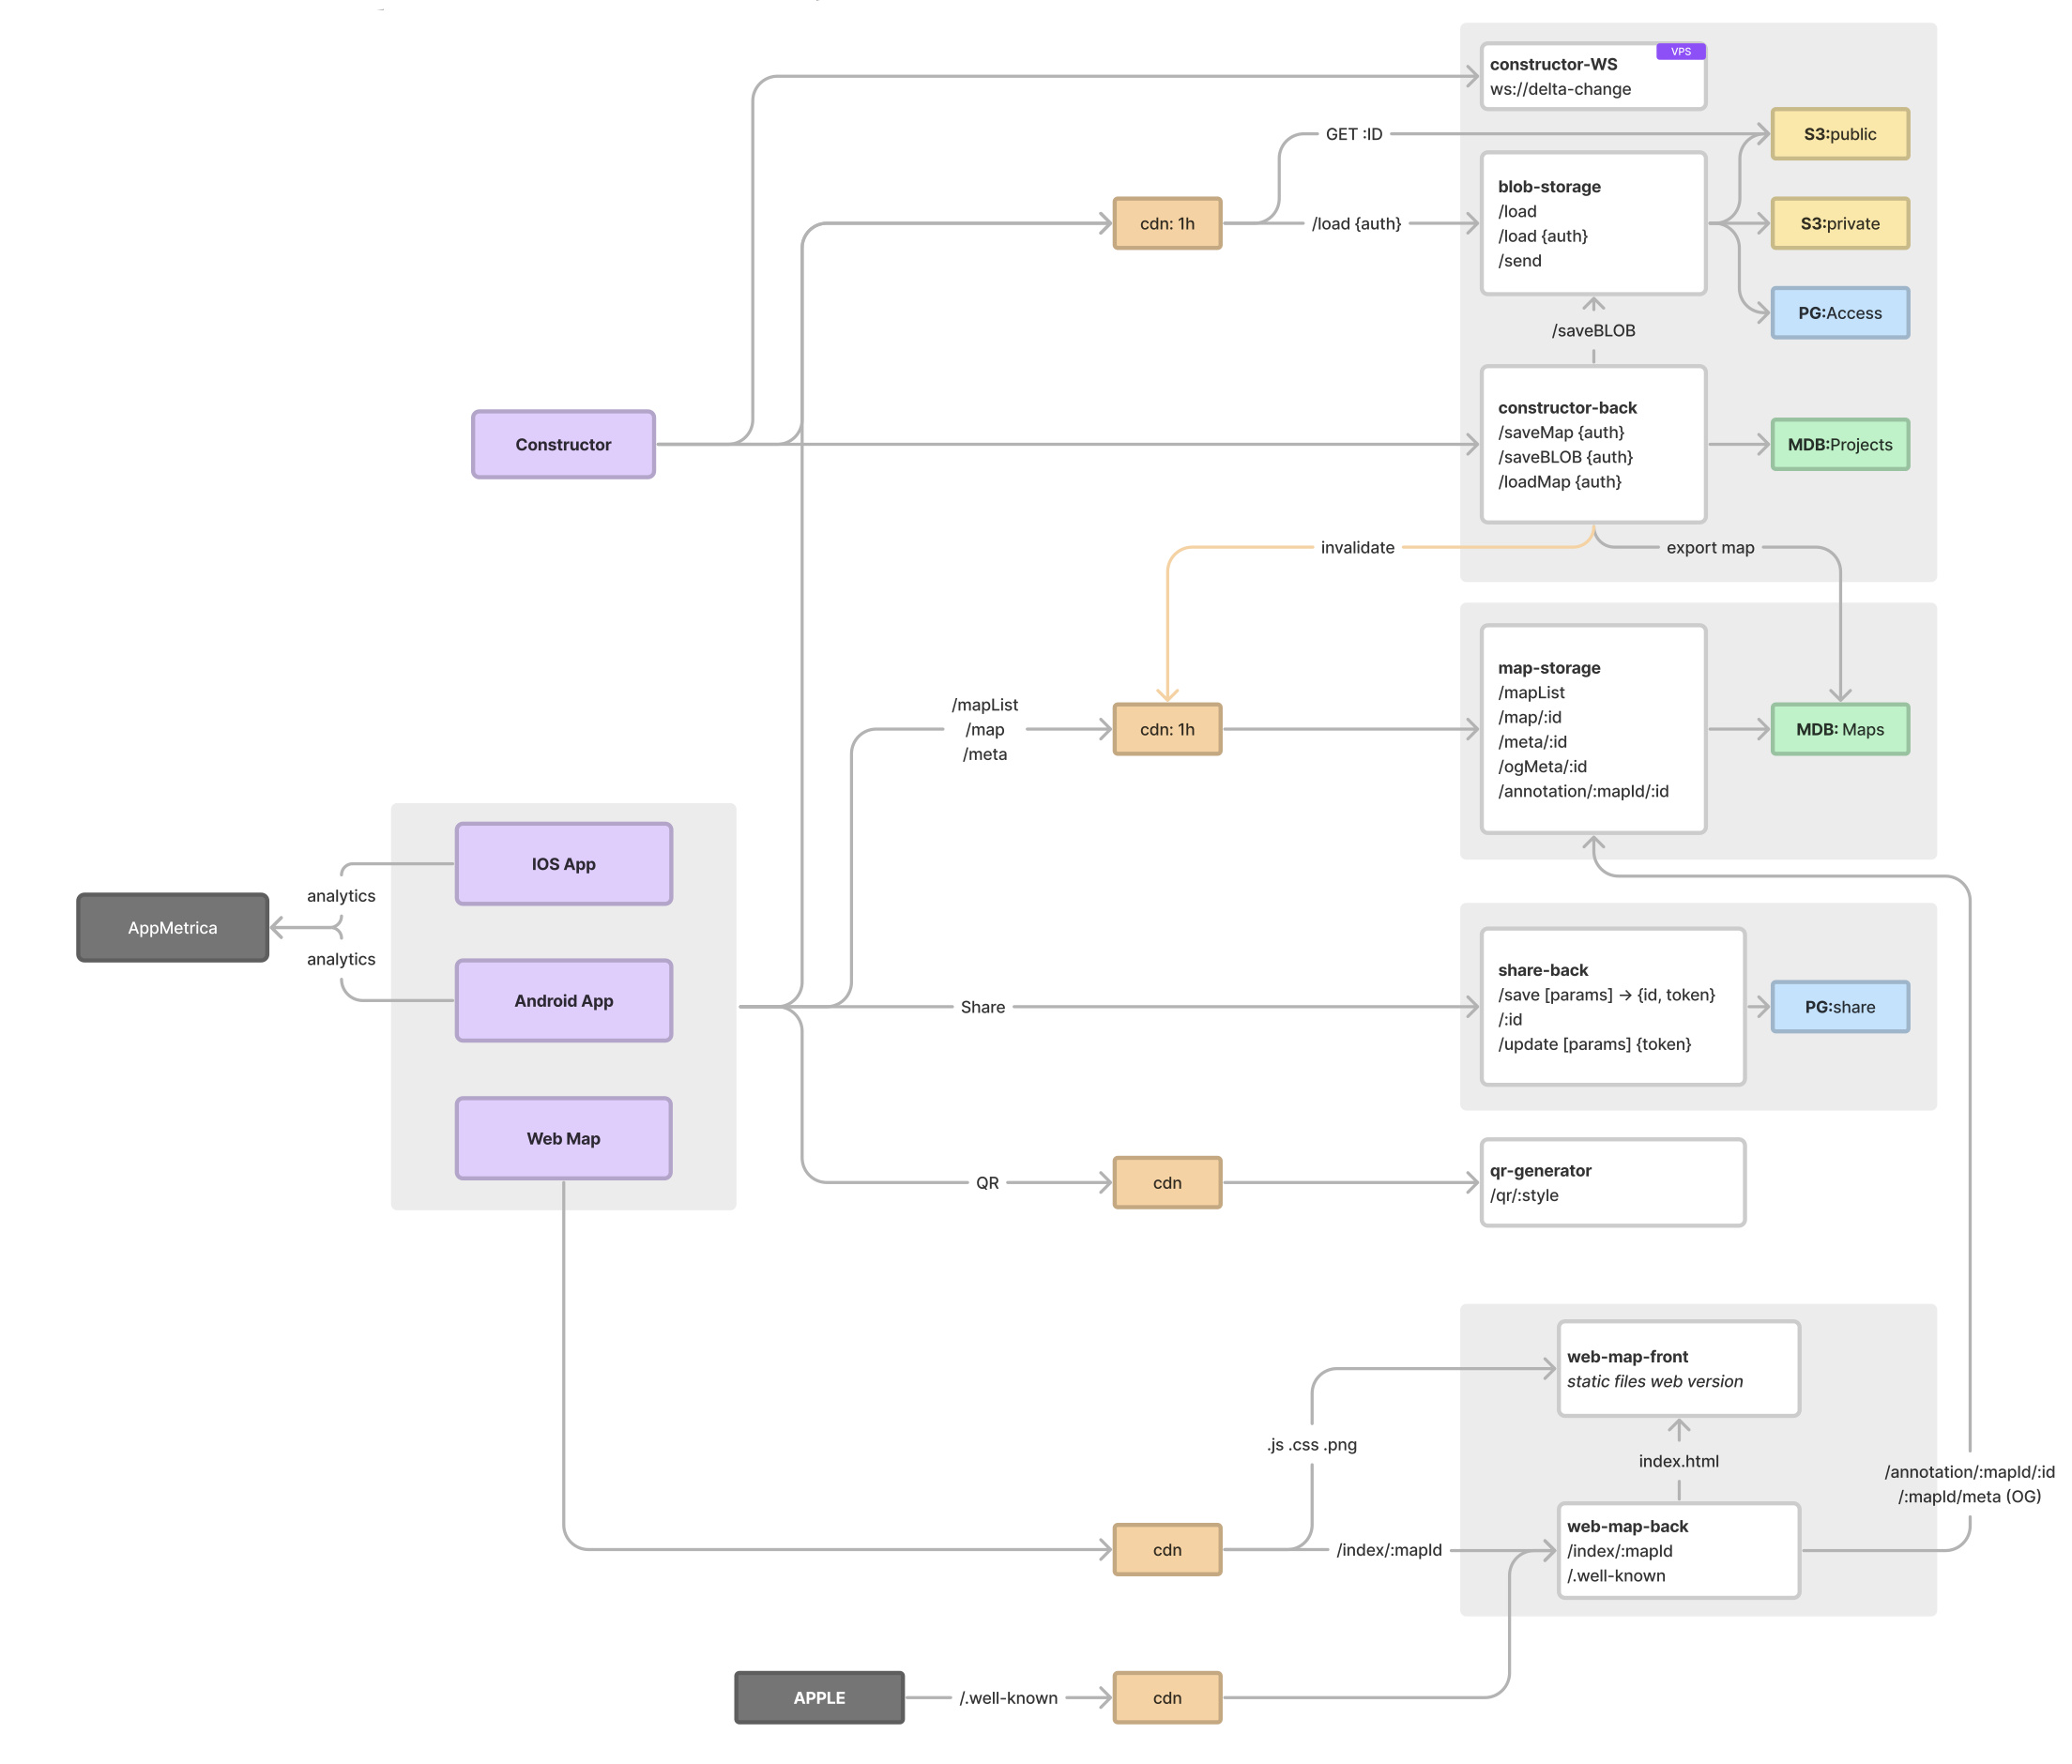 VPS
constructor-WS
ws://delta-change
GET :ID
S3:public
blob-storage
/load
/load {auth}
/send
cdn: 1h
/load {auth}
S3:private
PG:Access
/saveBLOB
Constructor
constructor-back
/saveMap {auth}
/saveBLOB {auth}
/loadMap {auth}
MDB:Projects
invalidate
export map
map-storage
/mapList
/map/:id
/meta/:id
/ogMeta/:id
/annotation/:mapId/:id
/mapList
/map
/meta
cdn: 1h
MDB: Maps
IOS App
analytics
AppMetrica
analytics
Android App
Web Map
Share
share-back
/save [params] → {id, token}
/:id
/update [params] {token}
PG:share
QR
cdn
qr-generator
/qr/:style
web-map-front
static files web version
.js .css .png
index.html
/annotation/:mapId/:id
/:mapId/meta (OG)
cdn
/index/:mapId
web-map-back
/index/:mapId
/.well-known
APPLE
/.well-known
cdn